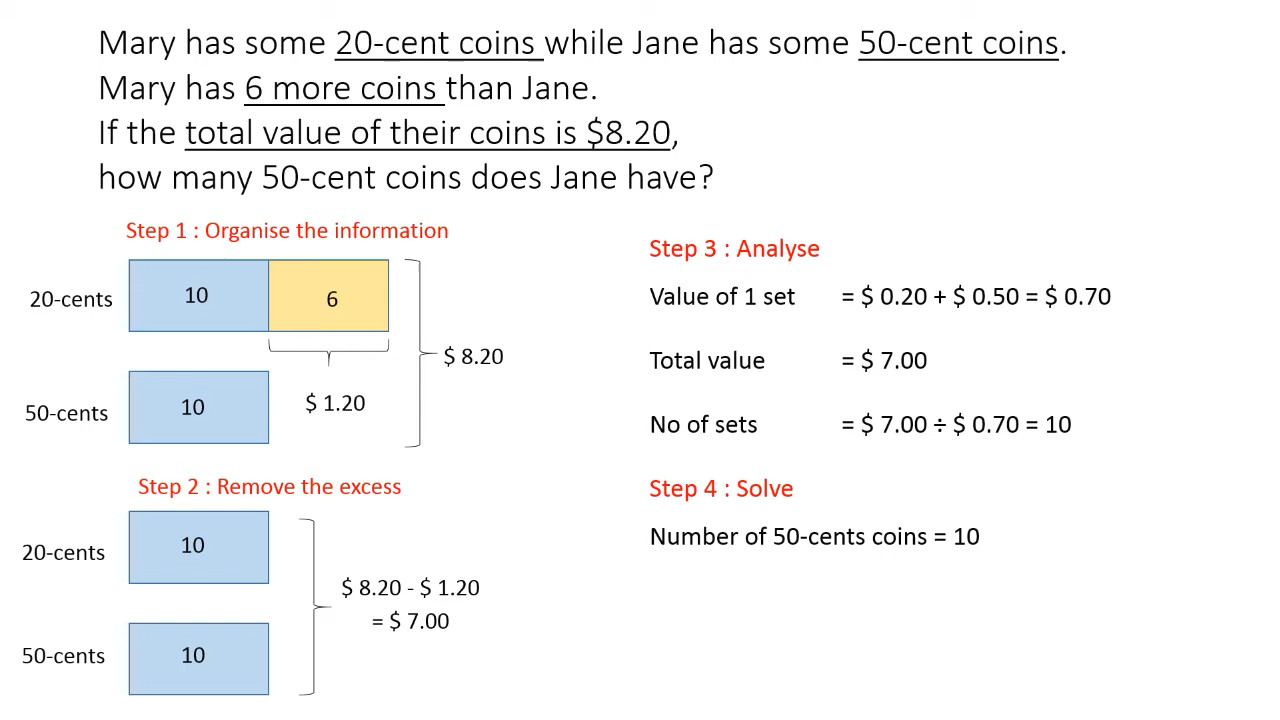 Mary has some 20-cent coins while Jane has some 50-cent coins.
Mary has 6 more coins than Jane.
If the total value of their coins is $8.20,
how many 50-cent coins does Jane have?
Step 1 : Organise the information
20-cents
10
6
$ 8.20
50-cents
10
$ 1.20
Step 2 : Remove the excess
20-cents
10
$ 8.20 - $ 1.20
= $ 7.00
50-cents
10
Step 3 : Analyse
Value of 1 set = $ 0.20 + $ 0.50 = $ 0.70
Total value = $ 7.00
No of sets = $ 7.00 ÷ $ 0.70 = 10
Step 4 : Solve
Number of 50-cents coins = 10